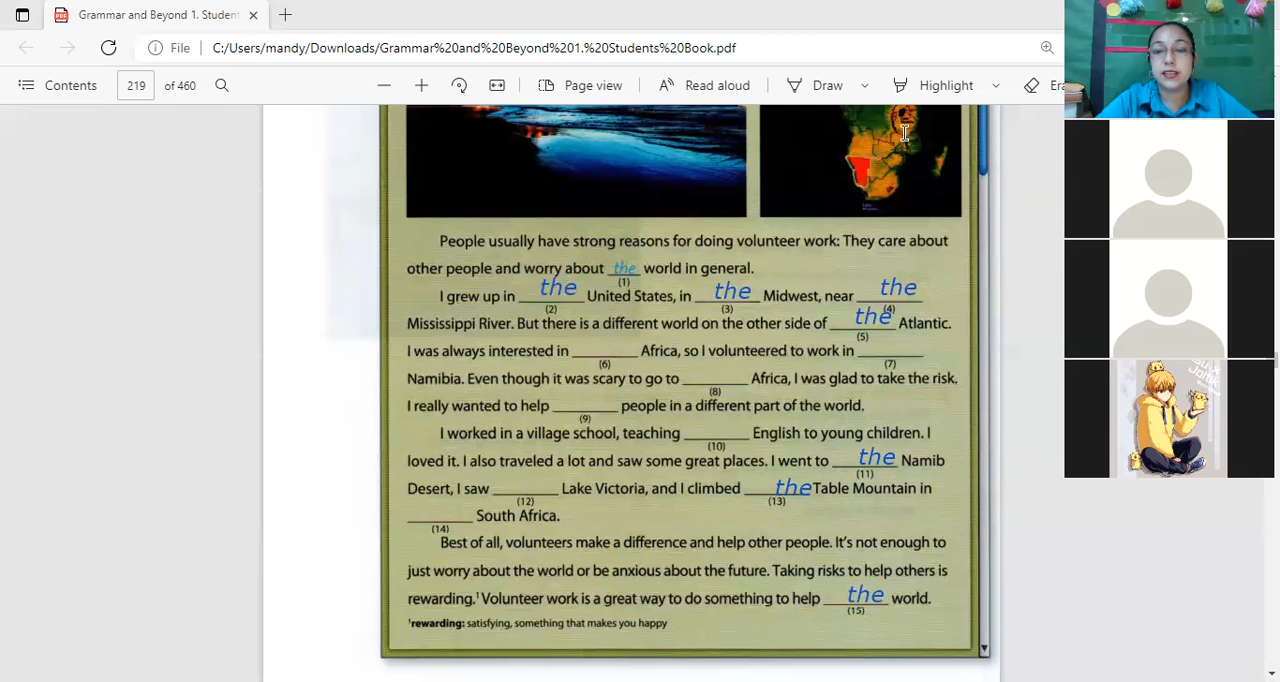 Grammar and Beyond 1. Student
File
C:/Users/mandy/Downloads/Grammar%20and%20Beyond%201.%20Students%20Book.pdf
Contents 219 of 460 Page view Read aloud Draw Highlight
People usually have strong reasons for doing volunteer work: They care about
other people and worry about the world in general.
(1)
I grew up in the United States, in the Midwest, near the
(2) (3) (4)
Mississippi River. But there is a different world on the other side of the Atlantic.
(5)
I was always interested in ________ Africa, so I volunteered to work in ________
(6) (7)
Namibia. Even though it was scary to go to ________ Africa, I was glad to take the risk.
(8)
I really wanted to help ________ people in a different part of the world.
(9)
I worked in a village school, teaching ________ English to young children. I
(10)
loved it. I also traveled a lot and saw some great places. I went to the Namib
(11)
Desert, I saw ________ Lake Victoria, and I climbed the Table Mountain in
(12) (13)
________ South Africa.
(14)
Best of all, volunteers make a difference and help other people. It's not enough to
just worry about the world or be anxious about the future. Taking risks to help others is
rewarding.¹ Volunteer work is a great way to do something to help the world.
(15)
¹rewarding: satisfying, something that makes you happy